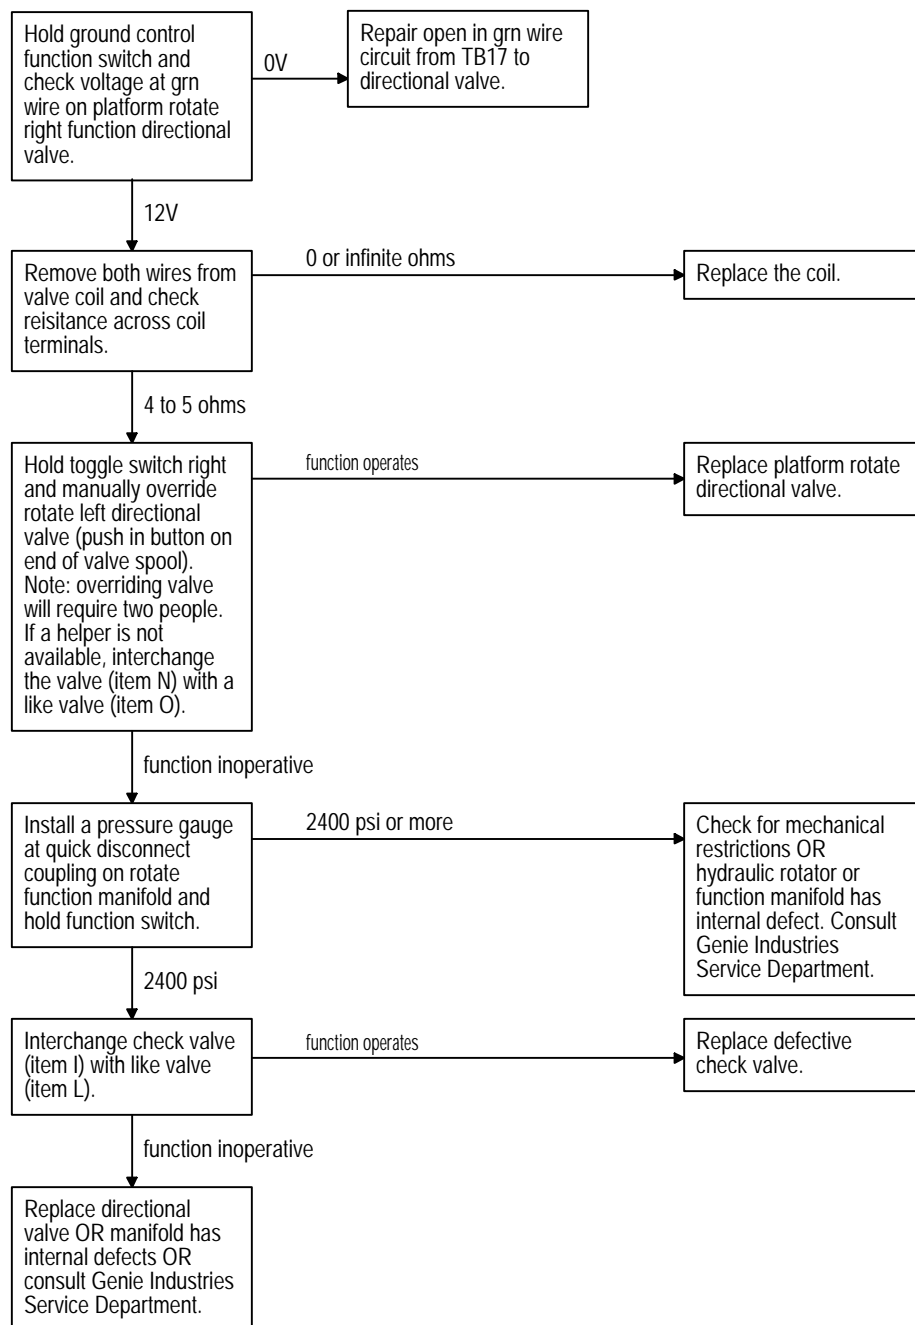 Hold ground control
function switch and
check voltage at grn
wire on platform rotate
right function directional
valve.
0V
Repair open in grn wire
circuit from TB17 to
directional valve.
12V
Remove both wires from
valve coil and check
reisitance across coil
terminals.
0 or infinite ohms
Replace the coil.
4 to 5 ohms
Hold toggle switch right
and manually override
rotate left directional
valve (push in button on
end of valve spool).
Note: overriding valve
will require two people.
If a helper is not
available, interchange
the valve (item N) with a
like valve (item O).
function operates
Replace platform rotate
directional valve.
function inoperative
Install a pressure gauge
at quick disconnect
coupling on rotate
function manifold and
hold function switch.
2400 psi or more
Check for mechanical
restrictions OR
hydraulic rotator or
function manifold has
internal defect. Consult
Genie Industries
Service Department.
2400 psi
Interchange check valve
(item I) with like valve
(item L).
function operates
Replace defective
check valve.
function inoperative
Replace directional
valve OR manifold has
internal defects OR
consult Genie Industries
Service Department.